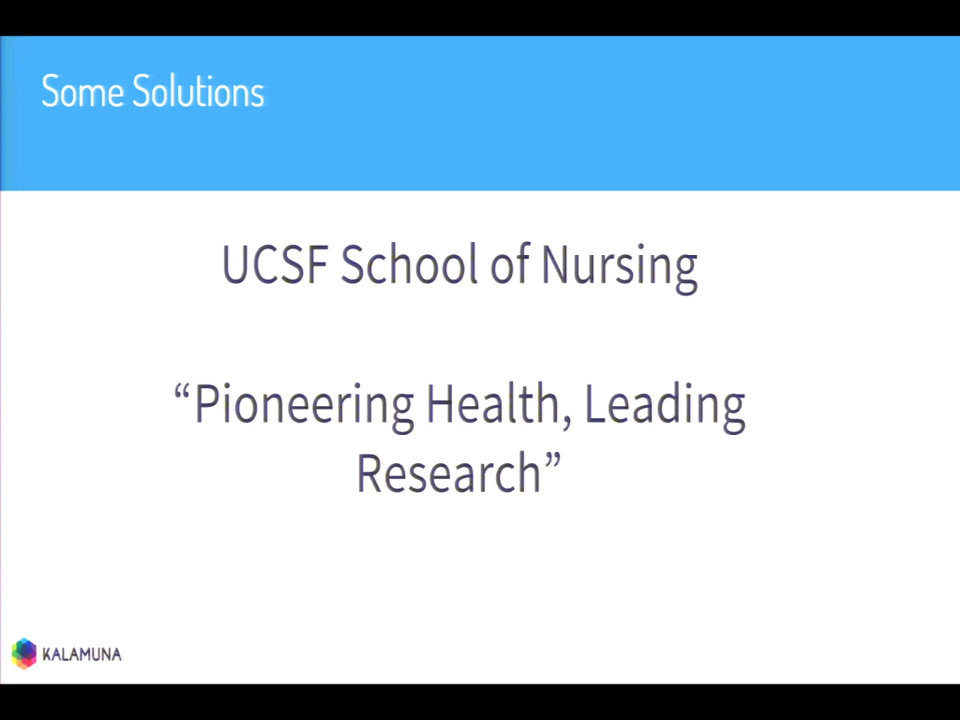 Some Solutions
UCSF School of Nursing
“Pioneering Health, Leading
Research”
KALAMUNA